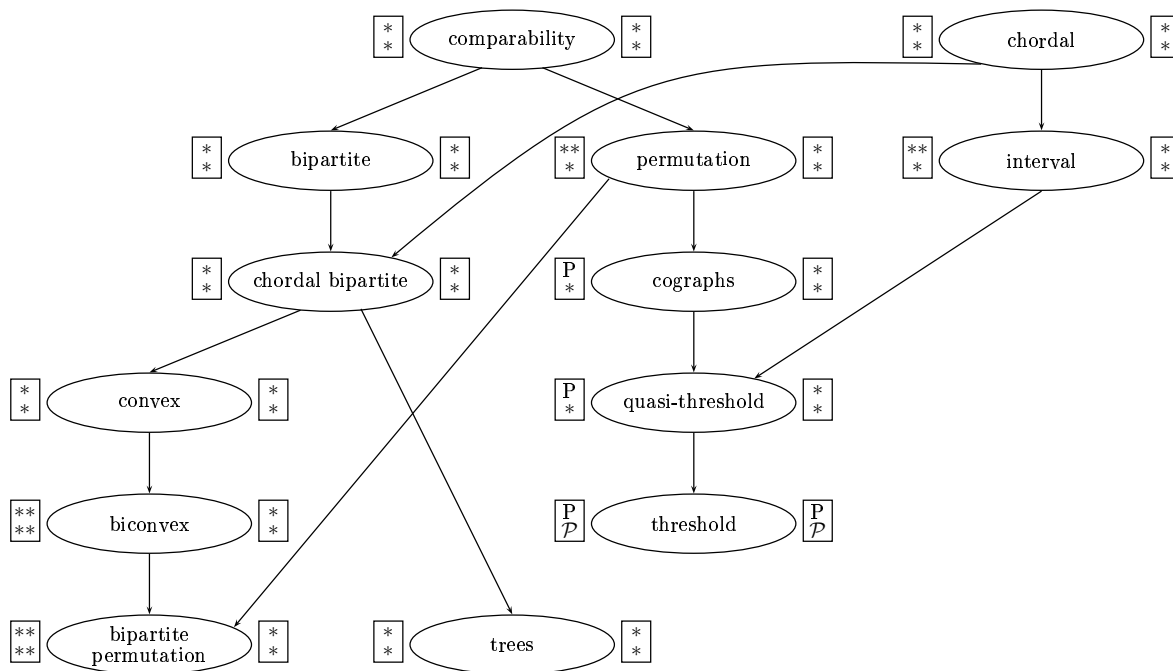 * comparability * * chordal *
* * * *
* bipartite * ** permutation * ** interval *
* * * * * *
* chordal bipartite * P cographs *
* * * *
* convex * P quasi-threshold *
* * * *
** biconvex * P threshold P
** * 𝒫 𝒫
** bipartite * * trees *
** permutation * * *